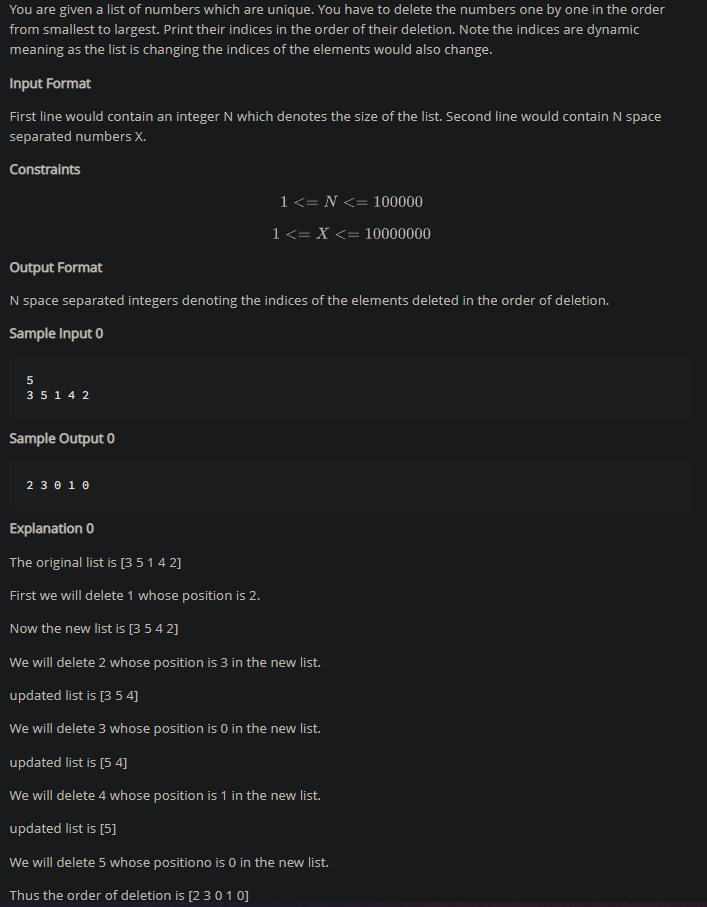 You are given a list of numbers which are unique. You have to delete the numbers one by one in the order
from smallest to largest. Print their indices in the order of their deletion. Note the indices are dynamic
meaning as the list is changing the indices of the elements would also change.
Input Format
First line would contain an integer N which denotes the size of the list. Second line would contain N space
separated numbers X.
Constraints
1 <= N <= 100000
1 <= X <= 10000000
Output Format
N space separated integers denoting the indices of the elements deleted in the order of deletion.
Sample Input 0
5
3 5 1 4 2
Sample Output 0
2 3 0 1 0
Explanation 0
The original list is [3 5 1 4 2]
First we will delete 1 whose position is 2.
Now the new list is [3 5 4 2]
We will delete 2 whose position is 3 in the new list.
updated list is [3 5 4]
We will delete 3 whose position is 0 in the new list.
updated list is [5 4]
We will delete 4 whose position is 1 in the new list.
updated list is [5]
We will delete 5 whose positiono is 0 in the new list.
Thus the order of deletion is [2 3 0 1 0]